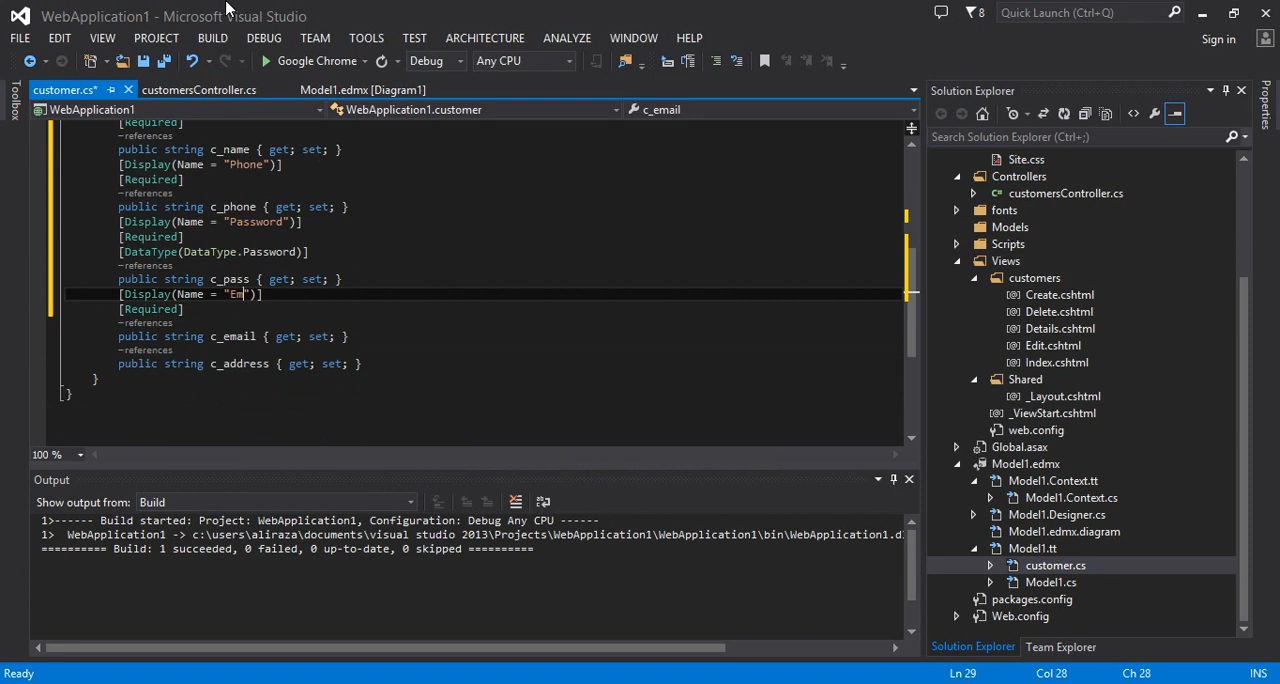 WebApplication1 - Microsoft Visual Studio
8
Quick Launch (Ctrl+Q)
FILE EDIT VIEW PROJECT BUILD DEBUG TEAM TOOLS TEST ARCHITECTURE ANALYZE WINDOW HELP
Sign in
Google Chrome Debug Any CPU
Toolbox
customer.cs* customersController.cs Model1.edmx [Diagram1]
WebApplication1 WebApplication1.customer c_email
[Required]
references
public string c_name { get; set; }
[Display(Name = "Phone")]
[Required]
references
public string c_phone { get; set; }
[Display(Name = "Password")]
[Required]
[DataType(DataType.Password)]
references
public string c_pass { get; set; }
[Display(Name = "Em")]
[Required]
references
public string c_email { get; set; }
references
public string c_address { get; set; }
}
}
100 %
Output
Show output from: Build
1>------ Build started: Project: WebApplication1, Configuration: Debug Any CPU ------
1> WebApplication1 -> c:\users\aliraza\documents\visual studio 2013\Projects\WebApplication1\WebApplication1\bin\WebApplication1.d
========== Build: 1 succeeded, 0 failed, 0 up-to-date, 0 skipped ==========
Solution Explorer
Search Solution Explorer (Ctrl+;)
Site.css
Controllers
customersController.cs
fonts
Models
Scripts
Views
customers
Create.cshtml
Delete.cshtml
Details.cshtml
Edit.cshtml
Index.cshtml
Shared
_Layout.cshtml
_ViewStart.cshtml
web.config
Global.asax
Model1.edmx
Model1.Context.tt
Model1.Context.cs
Model1.Designer.cs
Model1.edmx.diagram
Model1.tt
customer.cs
Model1.cs
packages.config
Web.config
Solution Explorer Team Explorer
Properties
Ready Ln 29 Col 28 Ch 28 INS